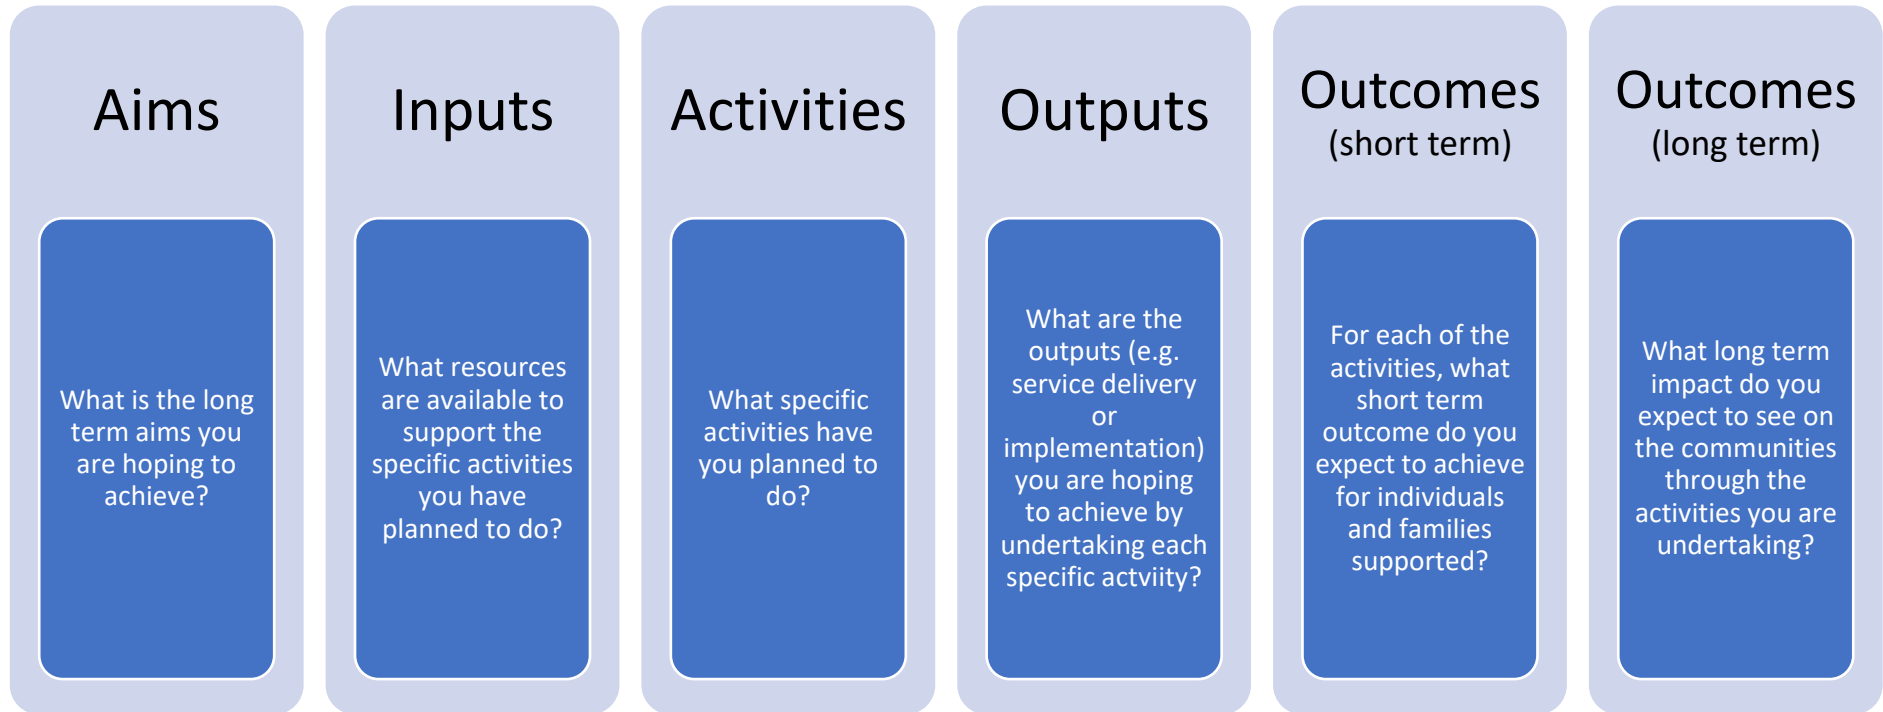 Aims
What is the long
term aims you
are hoping to
achieve?
Inputs
What resources
are available to
support the
specific activities
you have
planned to do?
Activities
What specific
activities have
you planned to
do?
Outputs
What are the
outputs (e.g.
service delivery
or
implementation)
you are hoping
to achieve by
undertaking each
specific actviity?
Outcomes
(short term)
For each of the
activities, what
short term
outcome do you
expect to achieve
for individuals
and families
supported?
Outcomes
(long term)
What long term
impact do you
expect to see on
the communities
through the
activities you are
undertaking?